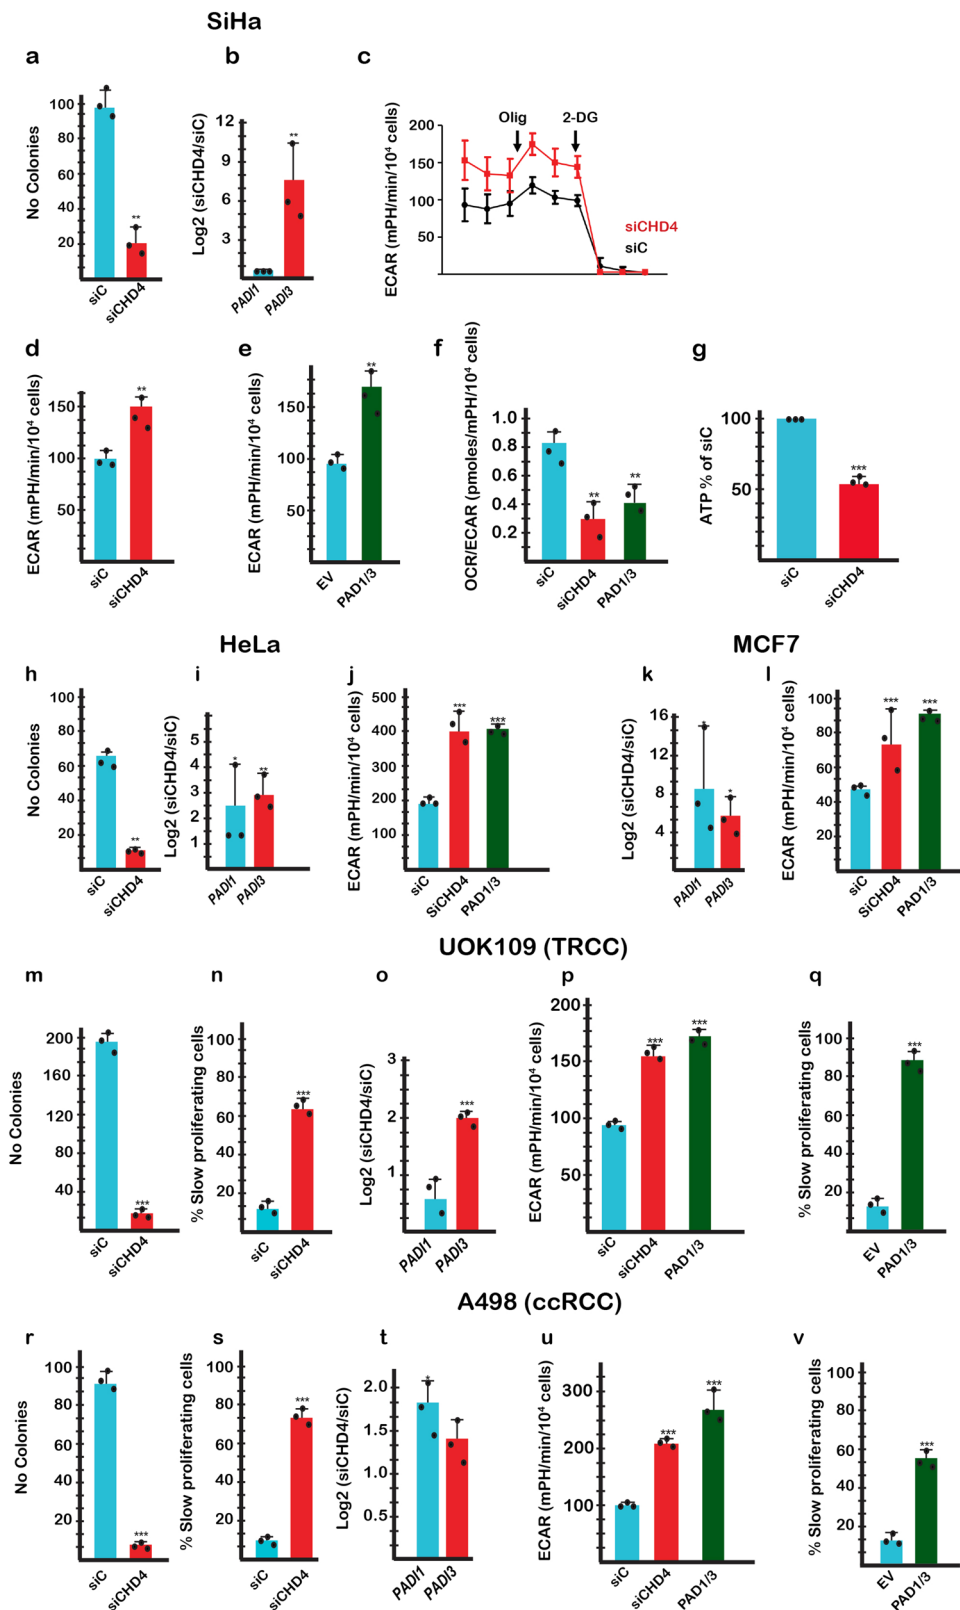 SiHa
a
No Colonies
100
80
60
40
20
**
siC
siCHD4
b
Log2 (siCHD4/siC)
12
9
6
3
**
PADI1
PADI3
c
ECAR (mPH/min/10⁴ cells)
200
150
100
50
Olig
2-DG
siCHD4
siC
d
ECAR (mPH/min/10⁴ cells)
150
100
50
**
siC
siCHD4
e
ECAR (mPH/min/10⁴ cells)
150
100
50
**
EV
PAD1/3
f
OCR/ECAR (pmoles/mPH/10⁴ cells)
1.0
0.8
0.6
0.4
0.2
**
**
siC
siCHD4
PAD1/3
g
ATP % of siC
100
50
***
siC
siCHD4
HeLa
h
No Colonies
100
80
60
40
20
**
siC
siCHD4
i
Log2 (siCHD4/siC)
5
4
3
2
1
*
**
PADI1
PADI3
j
ECAR (mPH/min/10⁴ cells)
500
400
300
200
100
***
***
siC
SiCHD4
PAD1/3
MCF7
k
Log2 (siCHD4/siC)
16
12
8
4
*
*
PADI1
PADI3
l
ECAR (mPH/min/10⁴ cells)
100
80
60
40
20
***
***
siC
SiCHD4
PAD1/3
UOK109 (TRCC)
m
No Colonies
200
160
120
80
40
***
siC
siCHD4
n
% Slow proliferating cells
100
80
60
40
20
***
siC
siCHD4
o
Log2 (siCHD4/siC)
3
2
1
***
PADI1
PADI3
p
ECAR (mPH/min/10⁴ cells)
200
150
100
50
***
***
siC
siCHD4
PAD1/3
q
% Slow proliferating cells
100
80
60
40
20
***
EV
PAD1/3
A498 (ccRCC)
r
No Colonies
100
80
60
40
20
***
siC
siCHD4
s
% Slow proliferating cells
100
80
60
40
20
***
siC
siCHD4
t
Log2 (siCHD4/siC)
2.0
1.5
1.0
0.5
*
PADI1
PADI3
u
ECAR (mPH/min/10⁴ cells)
300
200
100
***
***
siC
siCHD4
PAD1/3
v
% Slow proliferating cells
100
80
60
40
20
***
EV
PAD1/3